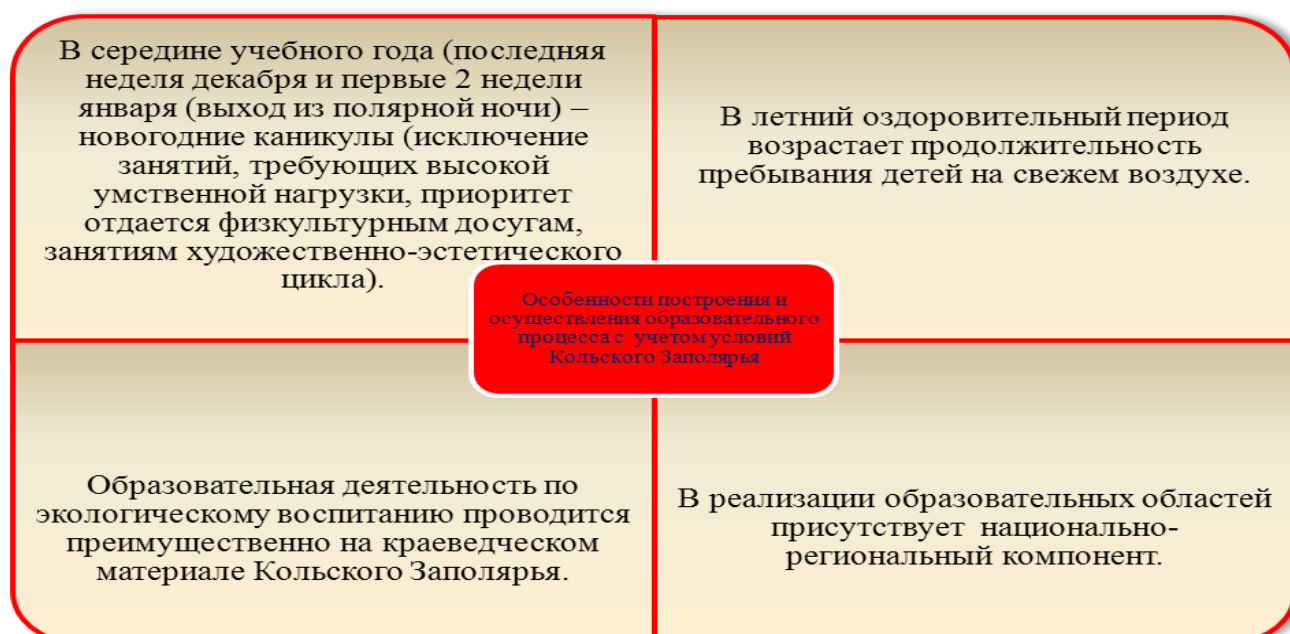 В середине учебного года (последняя
неделя декабря и первые 2 недели
января (выход из полярной ночи) –
новогодние каникулы (исключение
занятий, требующих высокой
умственной нагрузки, приоритет
отдается физкультурным досугам,
занятиям художественно-эстетического
цикла).
В летний оздоровительный период
возрастает продолжительность
пребывания детей на свежем воздухе.
Особенности построения и
осуществления образовательного
процесса с учетом условий
Кольского Заполярья
Образовательная деятельность по
экологическому воспитанию проводится
преимущественно на краеведческом
материале Кольского Заполярья.
В реализации образовательных областей
присутствует национально-
региональный компонент.